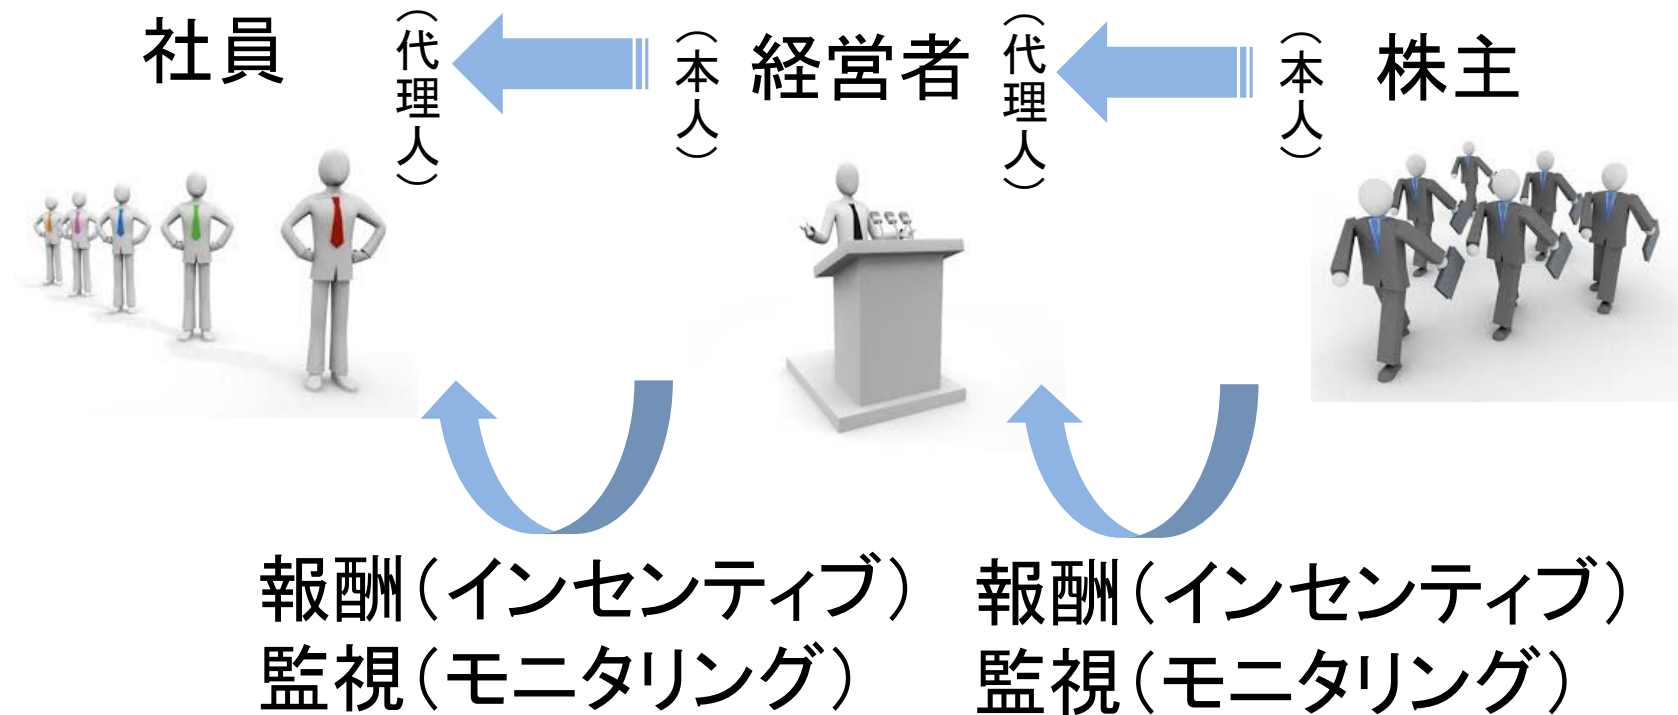 社員
(代理人)
(本人)
経営者
(代理人)
(本人)
株主
報酬(インセンティブ)
監視(モニタリング)
報酬(インセンティブ)
監視(モニタリング)